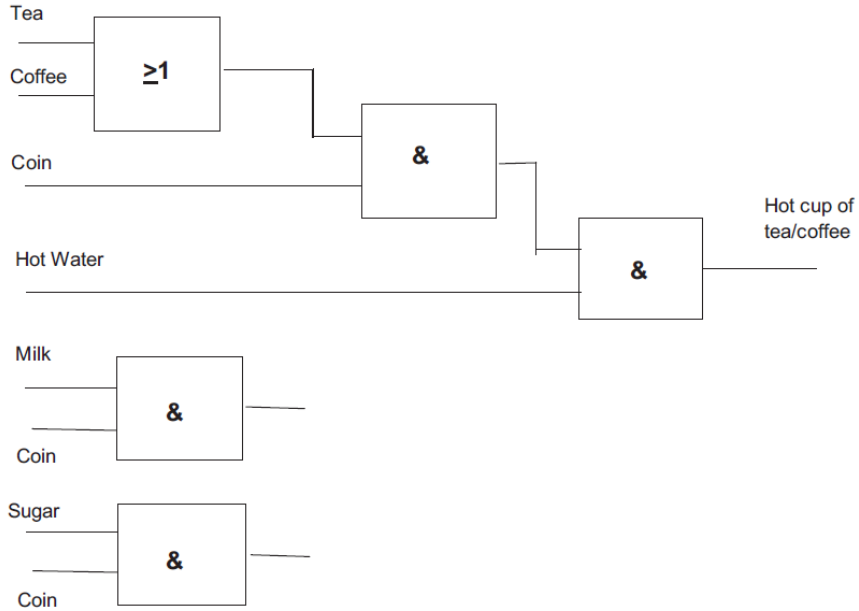 Tea
≥1
Coffee
Coin
&
Hot cup of
tea/coffee
Hot Water
&
Milk
&
Coin
Sugar
&
Coin